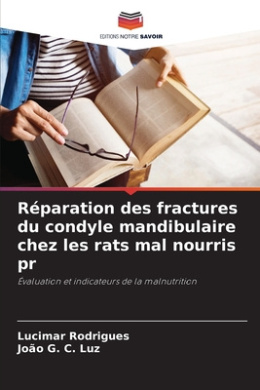 EDITIONS NOTRE SAVOIR
Réparation des fractures
du condyle mandibulaire
chez les rats mal nourris
pr
Évaluation et indicateurs de la malnutrition
Lucimar Rodrigues
João G. C. Luz